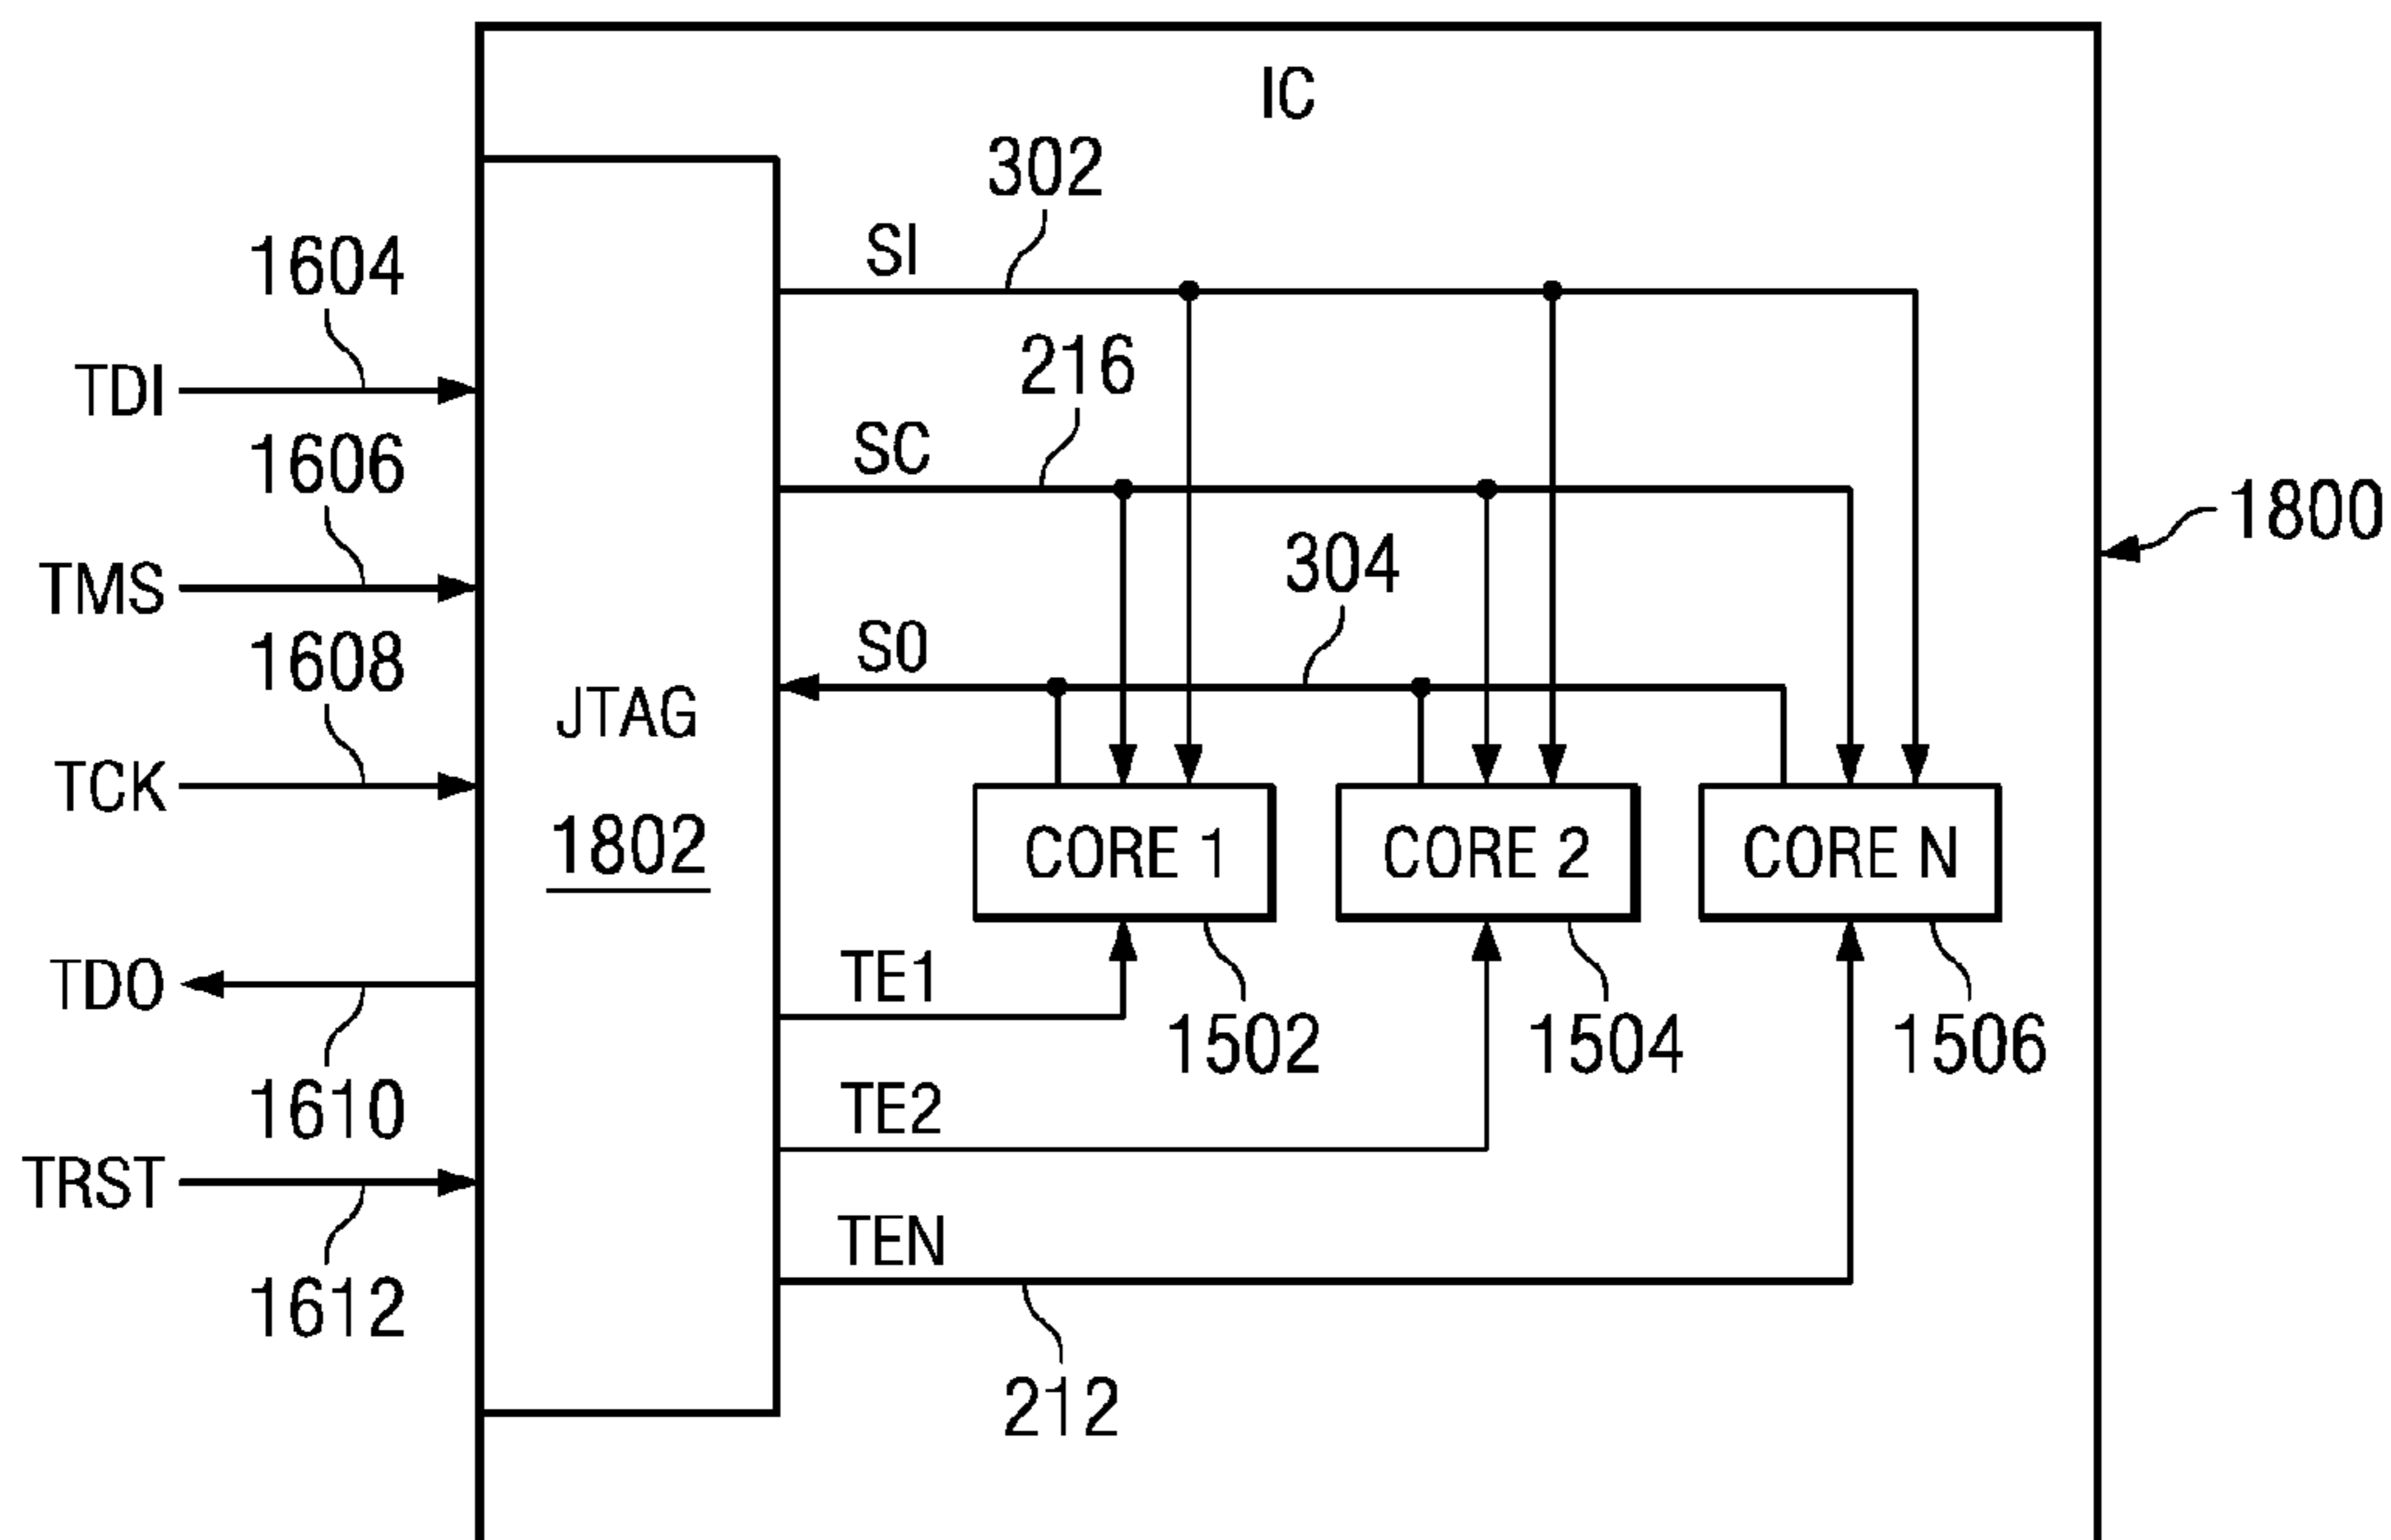 IC
302
SI
1604
216
TDI
SC
1606
1800
304
TMS
S0
1608
JTAG
TCK
1802
CORE 1
CORE 2
CORE N
TDO
TE1
1502
1504
1506
1610
TE2
TRST
TEN
1612
212